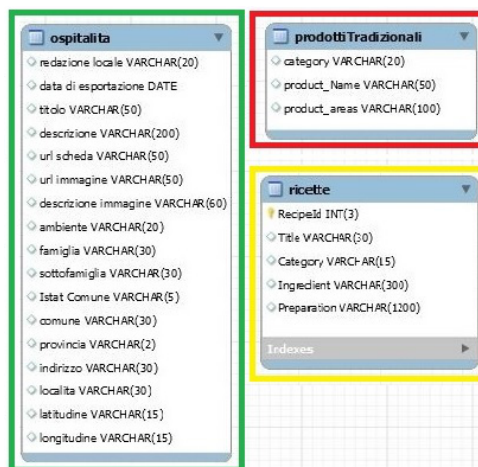 ospitalita
redazione locale VARCHAR(20)
data di esportazione DATE
titolo VARCHAR(50)
descrizione VARCHAR(200)
url scheda VARCHAR(50)
url immagine VARCHAR(50)
descrizione immagine VARCHAR(60)
ambiente VARCHAR(20)
famiglia VARCHAR(30)
sottofamiglia VARCHAR(30)
Istat Comune VARCHAR(5)
comune VARCHAR(30)
provincia VARCHAR(2)
indirizzo VARCHAR(30)
localita VARCHAR(30)
latitudine VARCHAR(15)
longitudine VARCHAR(15)
prodottiTradizionali
category VARCHAR(20)
product_Name VARCHAR(50)
product_areas VARCHAR(100)
ricette
RecipeId INT(3)
Title VARCHAR(30)
Category VARCHAR(15)
Ingredient VARCHAR(300)
Preparation VARCHAR(1200)
Indexes